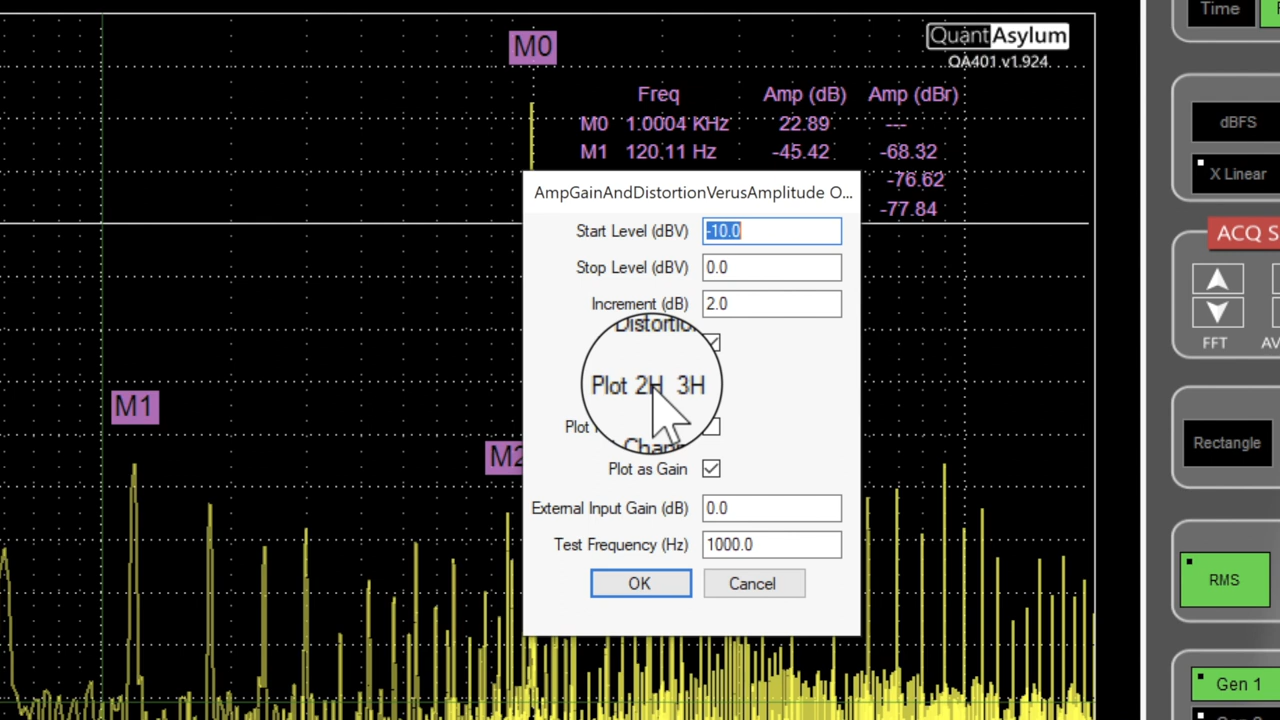 Time
M0
QuantAsylum
QA401 v1.924
Freq Amp (dB) Amp (dBr)
M0 1.0004 KHz 22.89 ---
M1 120.11 Hz -45.42 -68.32
-76.62
-77.84
dBFS
X Linear
AmpGainAndDistortionVerusAmplitude O...
Start Level (dBV) -10.0
Stop Level (dBV) 0.0
Increment (dB) 2.0
Plot 2H 3H
Plot
Plot as Gain
External Input Gain (dB) 0.0
Test Frequency (Hz) 1000.0
OK Cancel
M1
M2
ACQ S
FFT AV
Rectangle
RMS
Gen 1